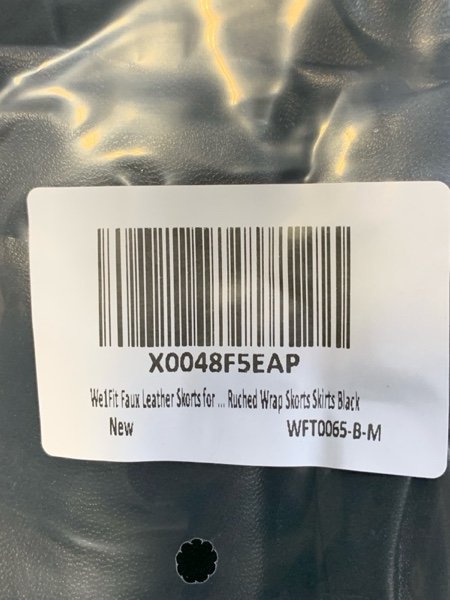 X0048F5EAP
We1Fit Faux Leather Skorts for ... Ruched Wrap Skorts Skirts Black
New WFT0065-B-M